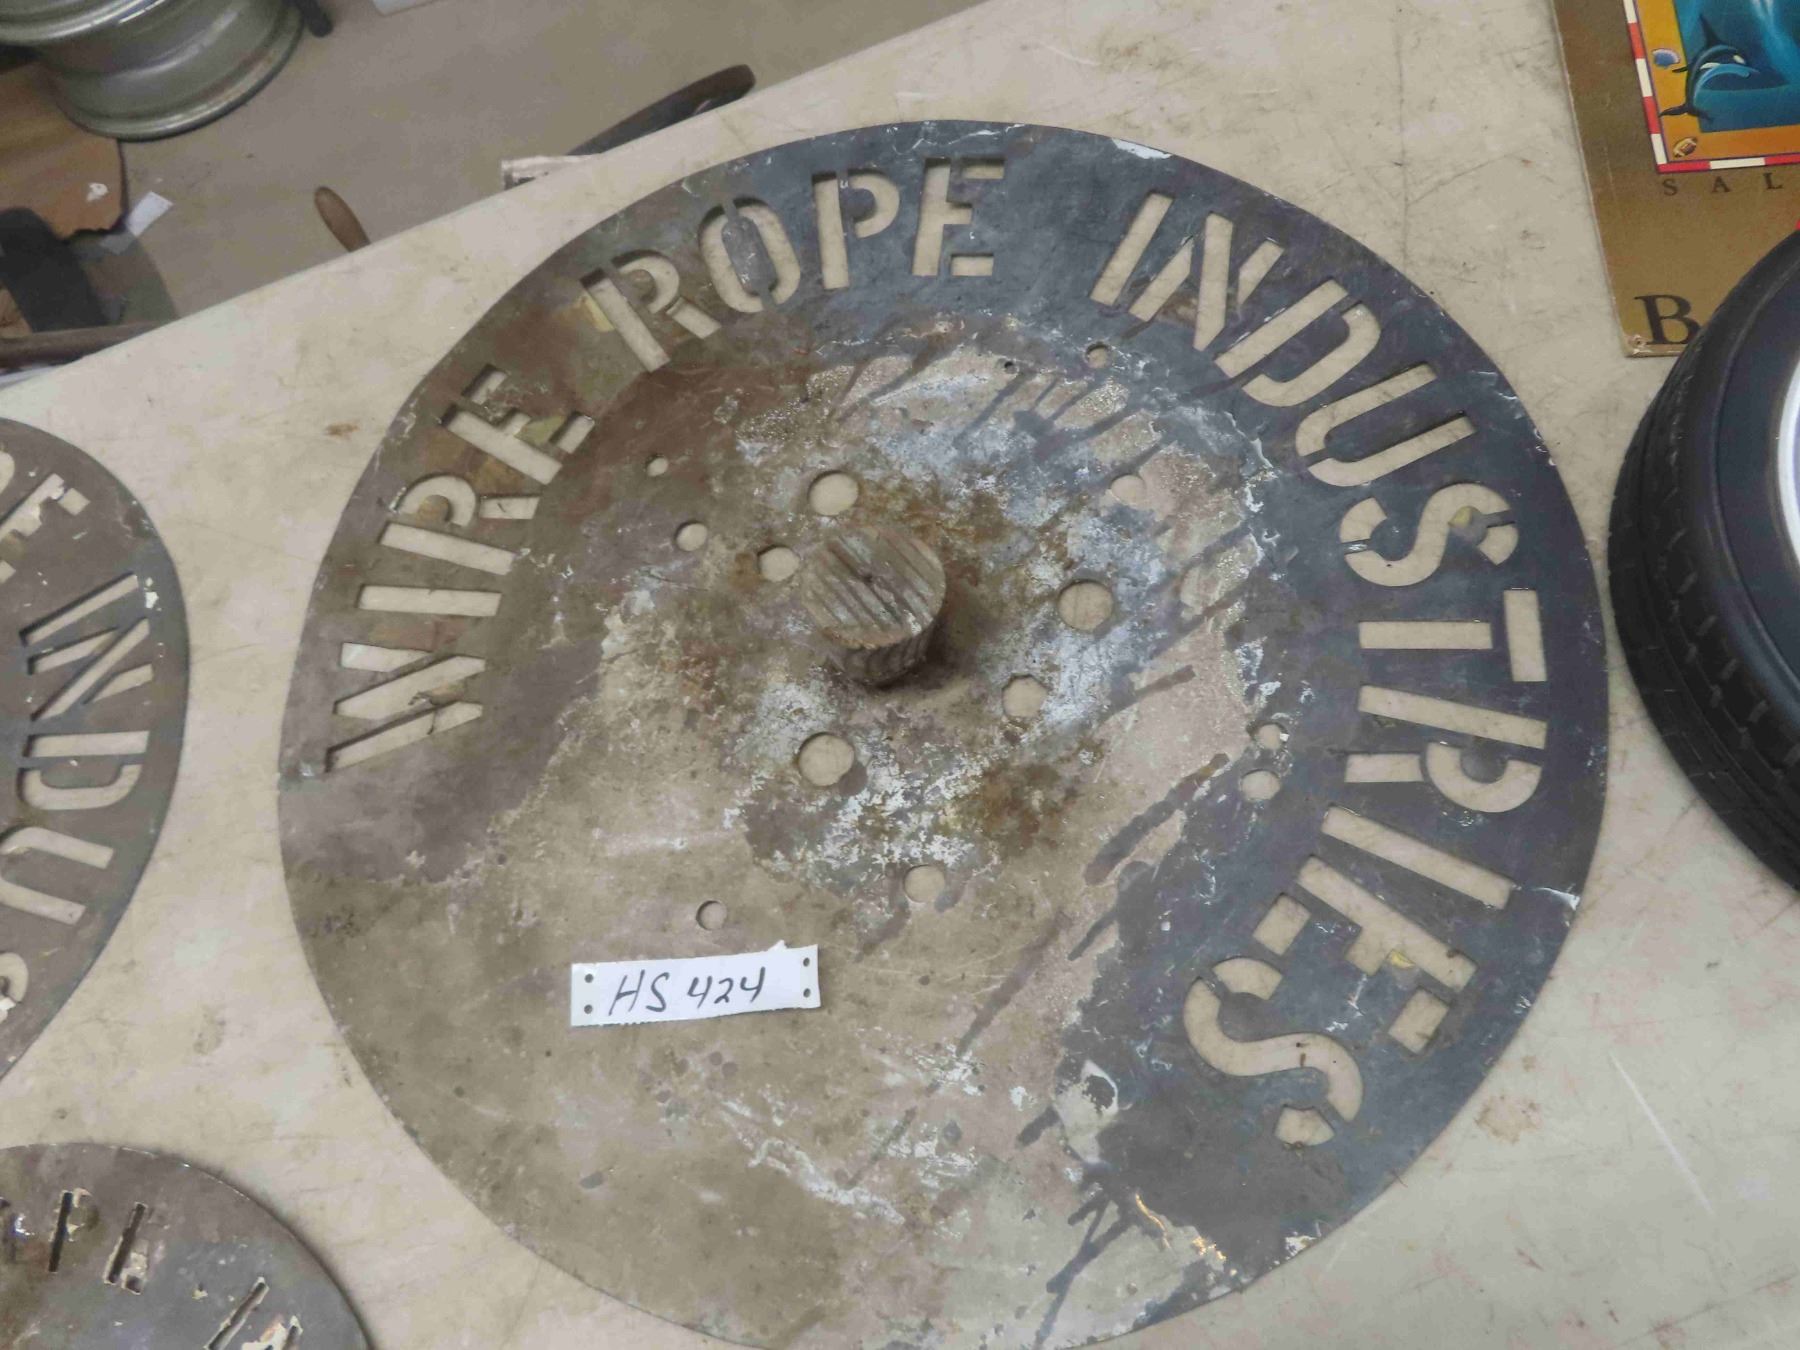 WIRE ROPE INDUSTRIES
HS 424